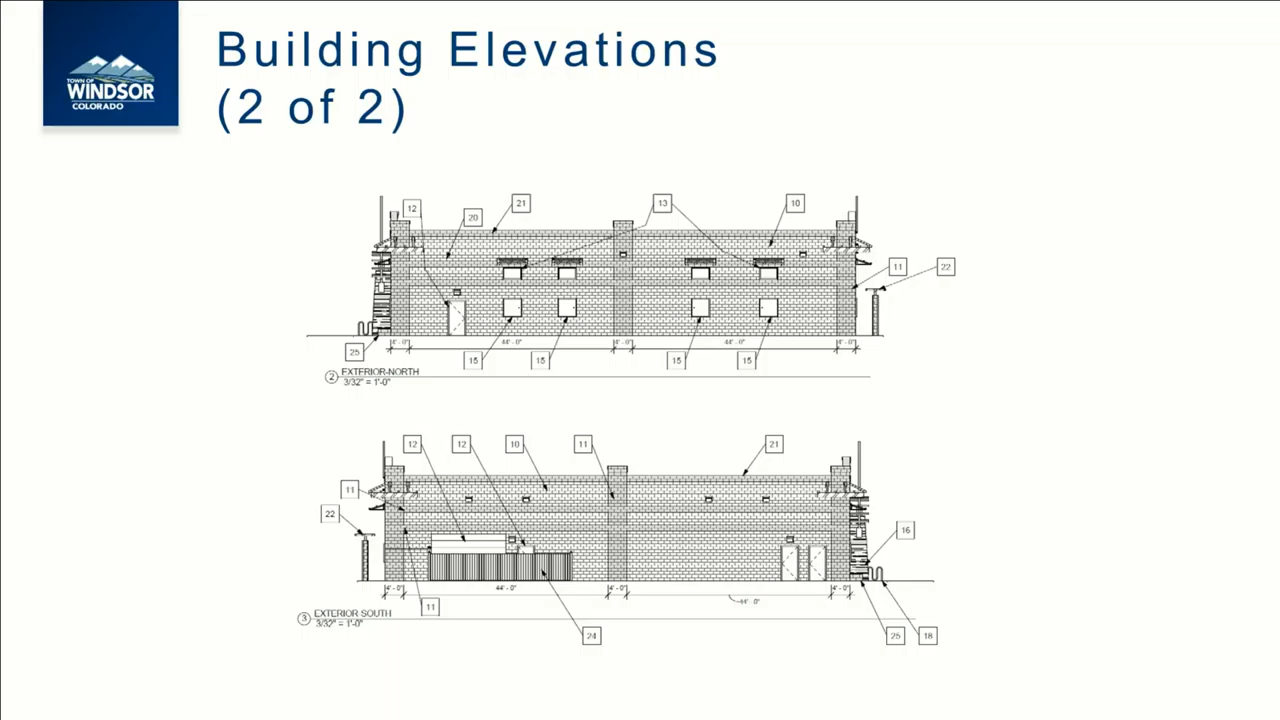 Building Elevations
(2 of 2)
TOWN OF
WINDSOR
COLORADO
12
20
21
13
10
11
22
25
4' - 0"
44' - 0"
4' - 0"
44' - 0"
4' - 0"
15
15
15
15
2
EXTERIOR-NORTH
3/32" = 1'-0"
12
12
10
11
21
11
22
16
4' - 0"
44' - 0"
4' - 0"
44' - 0"
4' - 0"
11
3
EXTERIOR-SOUTH
3/32" = 1'-0"
24
25
18